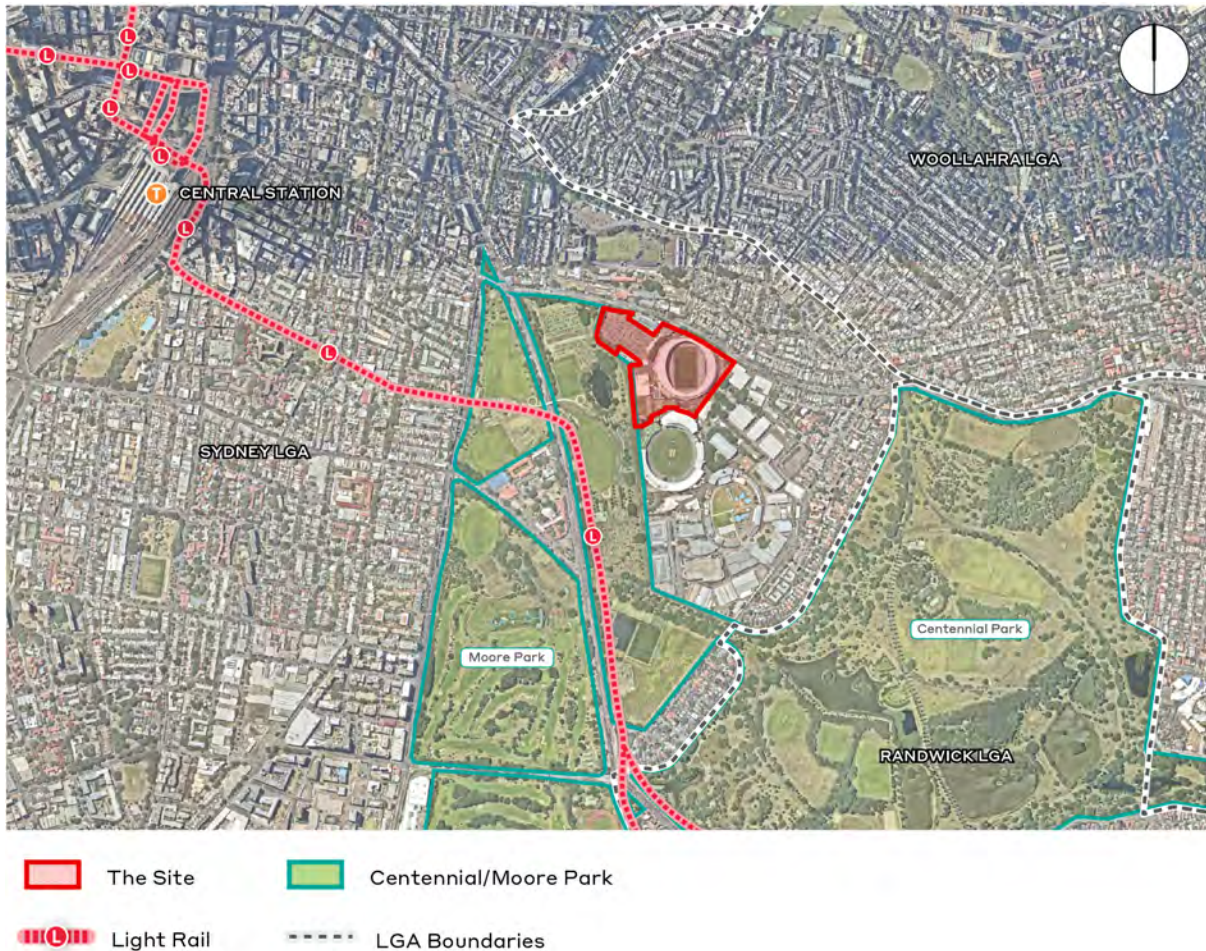 L
L
L
L
L
T CENTRAL STATION
L
WOOLLAHRA LGA
L
SYDNEY LGA
L
Moore Park
Centennial Park
RANDWICK LGA
The Site
Centennial/Moore Park
L Light Rail
LGA Boundaries